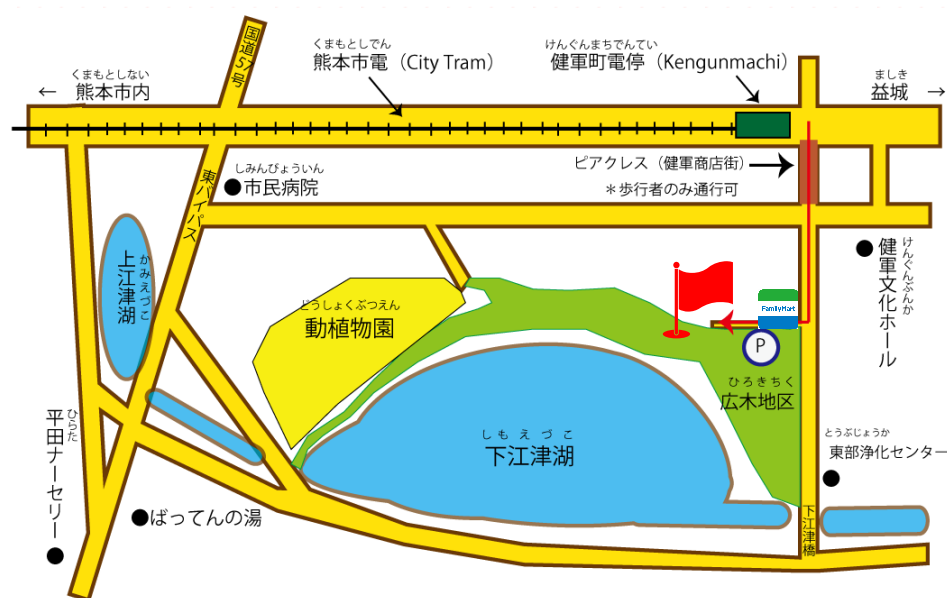 くまもとしでん
熊本市電（City Tram）
けんぐんまちでんてい
健軍町電停（Kengunmachi）
くまもとしない
← 熊本市内
ましき
益城 →
国道57号
東バイパス
しみんびょういん
●市民病院
ピアクレス（健軍商店街）
＊歩行者のみ通行可
かみえづこ
上江津湖
どうしょくぶつえん
動植物園
FamilyMart
P
けんぐんぶんか
健軍文化ホール
ひろきちく
広木地区
しもえづこ
下江津湖
とうぶじょうか
東部浄化センター
ひらた
平田ナーセリー
●ばってんの湯
下江津橋